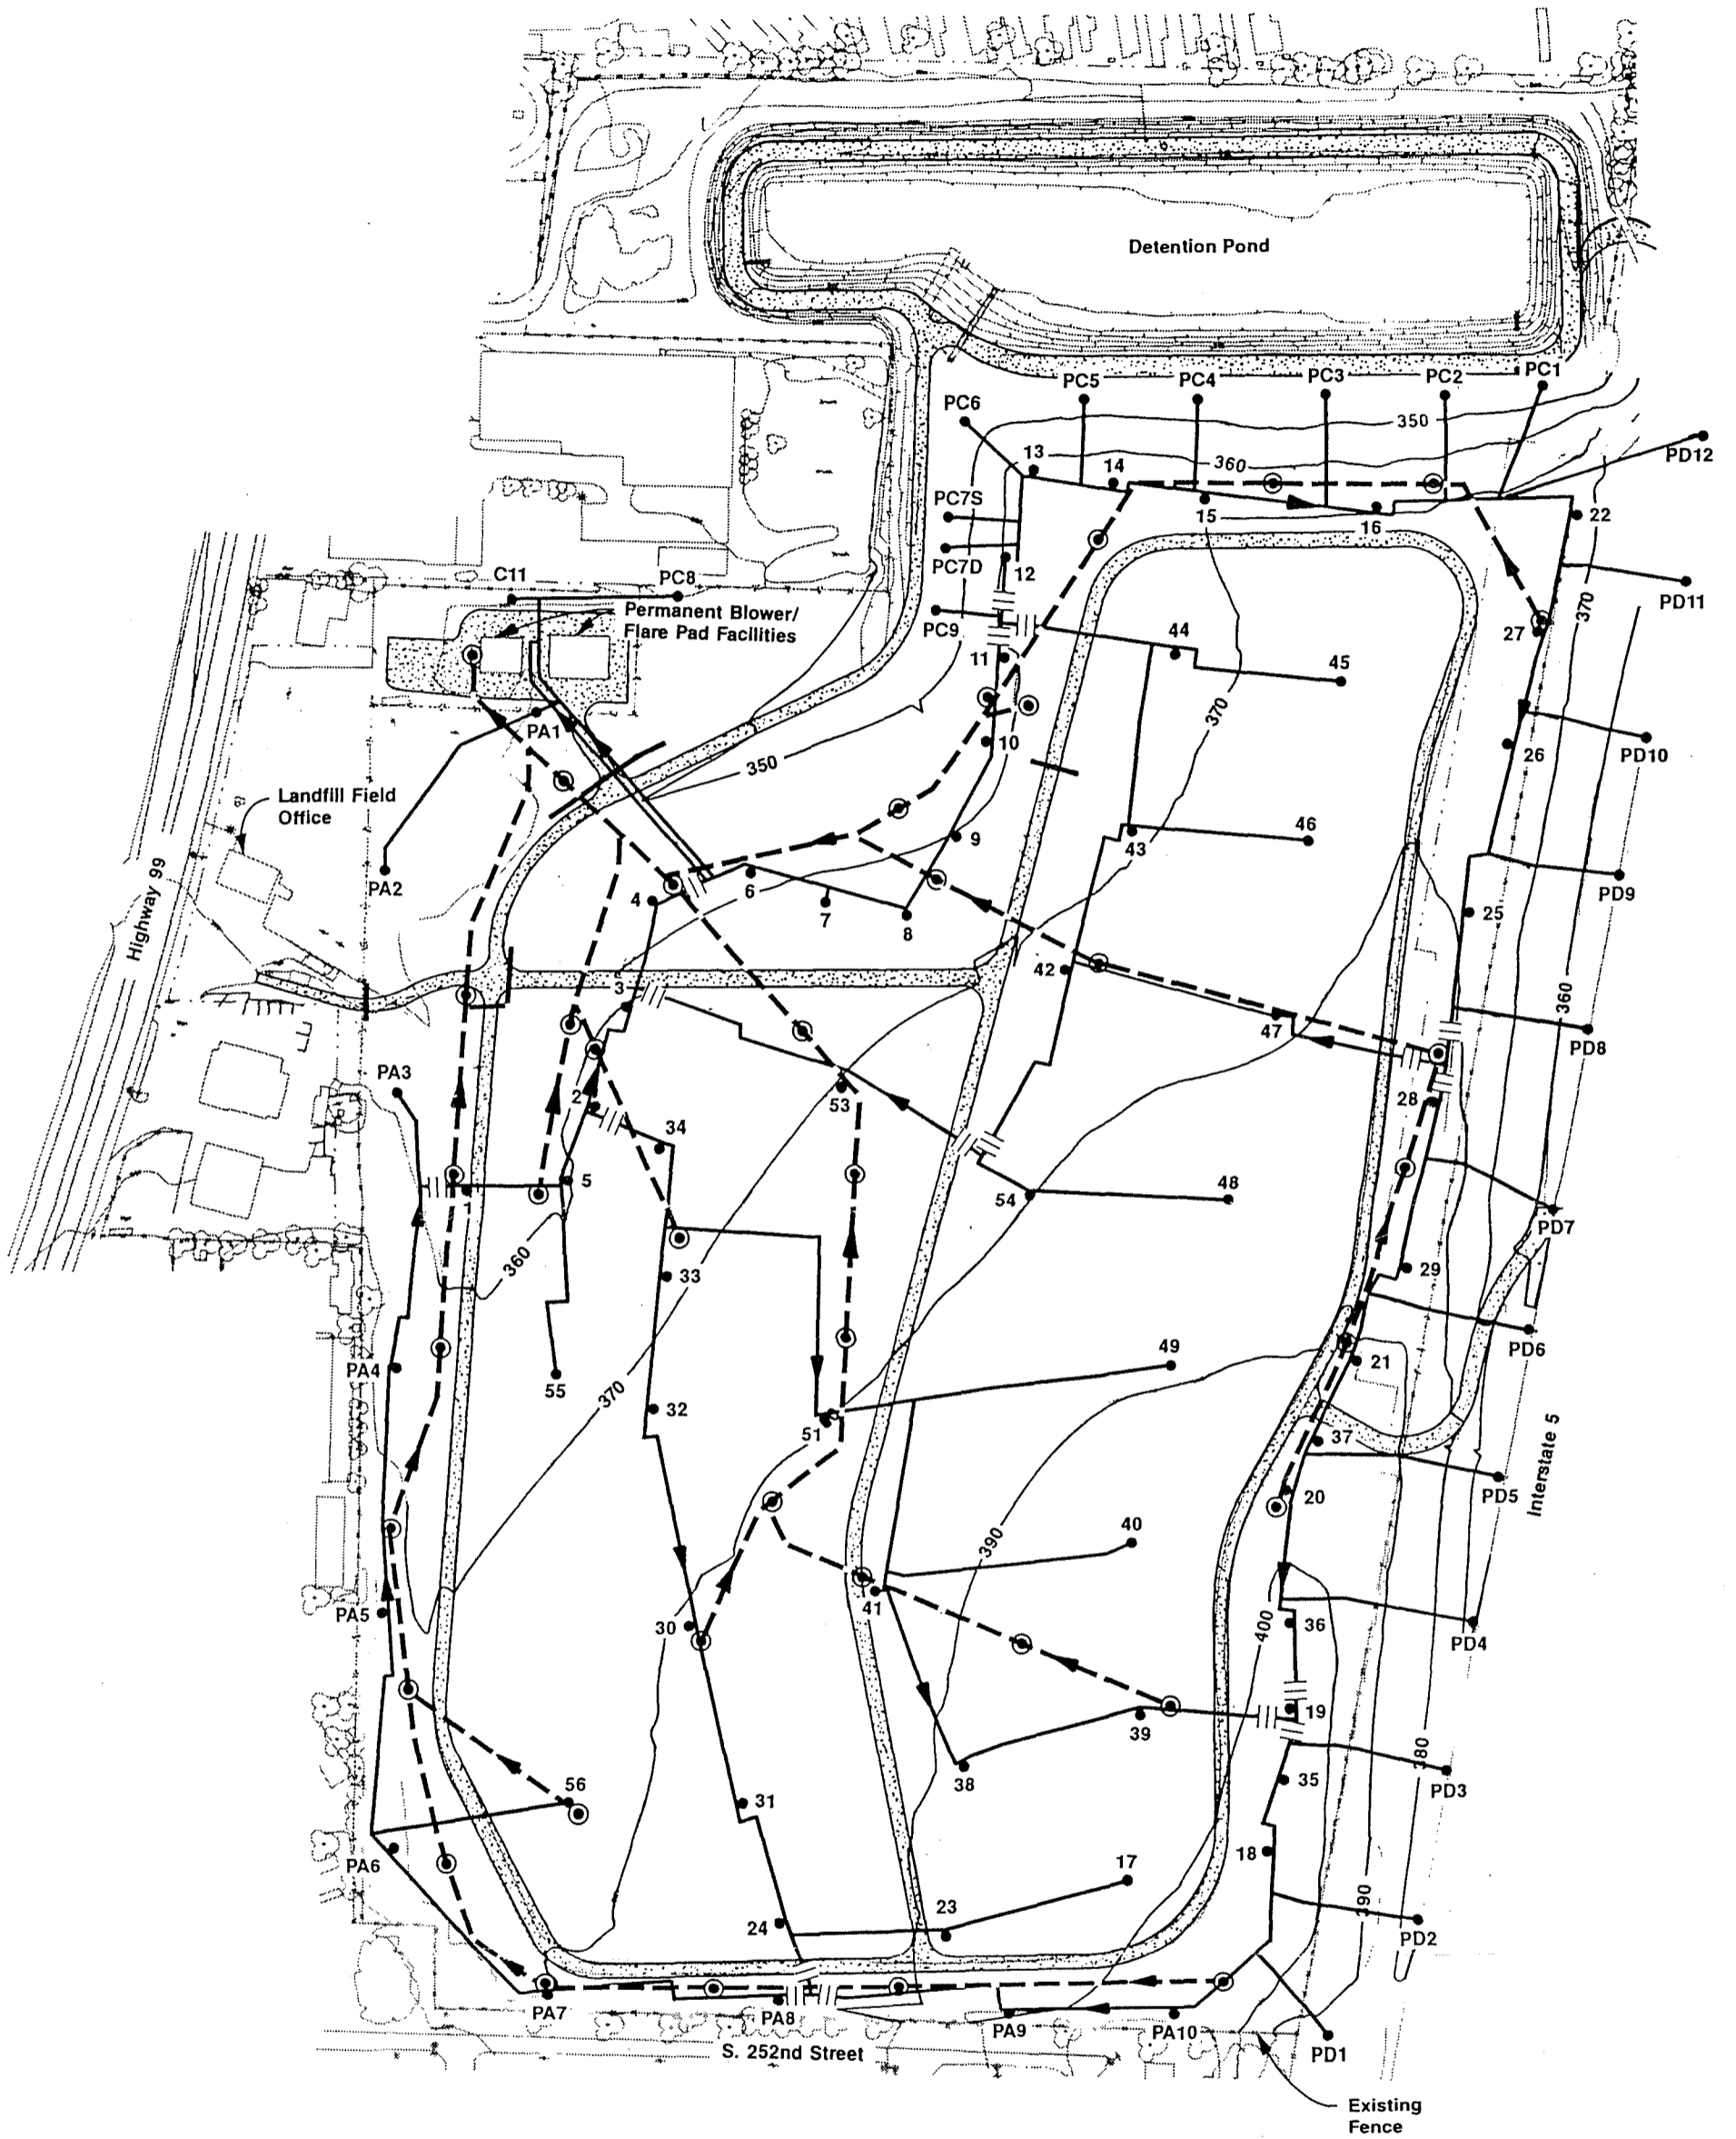 Detention Pond
PC5
PC4
PC3
PC2
PC1
PC6
350
PD12
13
14
360
PC7S
15
16
22
PC7D
12
C11
PC8
PD11
370
Permanent Blower/
Flare Pad Facilities
PC9
27
44
11
45
370
PA1
10
PD10
26
350
Landfill Field
Office
9
46
43
PA2
6
PD9
4
7
25
8
Highway 99
42
360
3
47
PD8
PA3
28
2
53
34
5
1
54
48
PD7
360
33
29
PD6
49
21
PA4
55
370
32
51
37
Interstate 5
20
PD5
40
390
PA5
41
30
400
36
PD4
19
39
380
38
35
PD3
56
31
18
PA6
17
390
24
23
PD2
PA7
PA8
PA9
PA10
PD1
S. 252nd Street
Existing
Fence